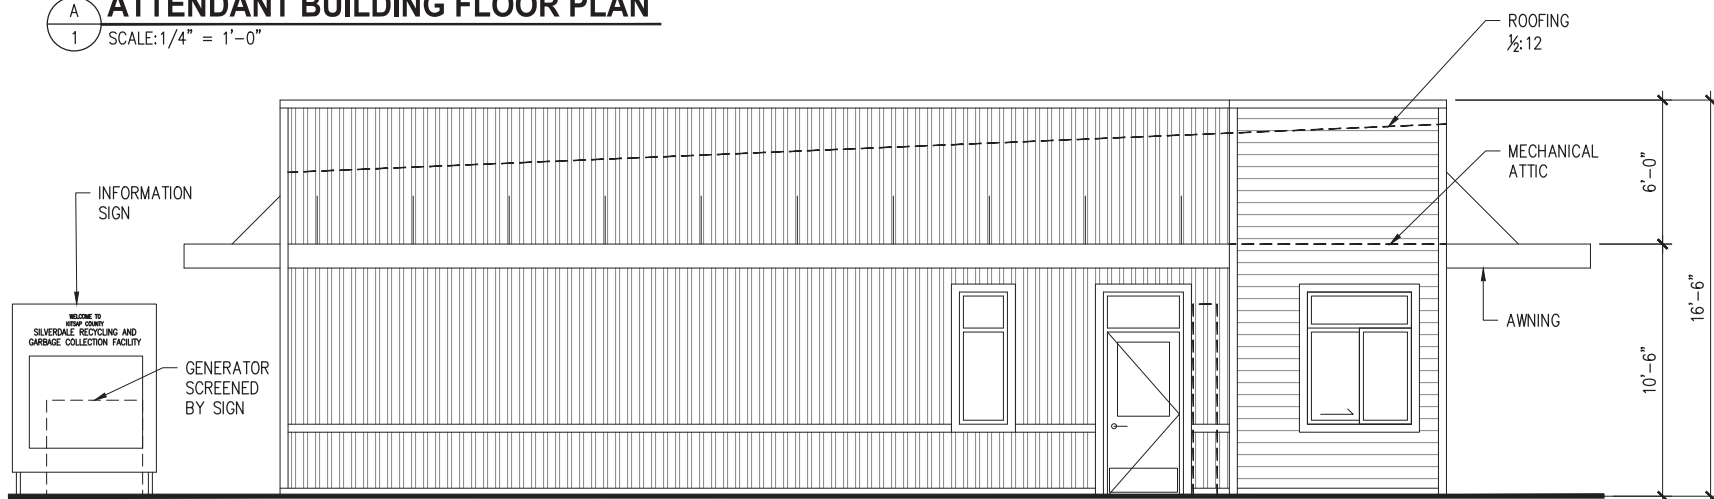 A
1
ATTENDANT BUILDING FLOOR PLAN
SCALE:1/4" = 1'-0"
ROOFING
½:12
MECHANICAL
ATTIC
6'-0"
16'-6"
10'-6"
AWNING
INFORMATION
SIGN
WELCOME TO
KITSAP COUNTY
SILVERDALE RECYCLING AND
GARBAGE COLLECTION FACILITY
GENERATOR
SCREENED
BY SIGN